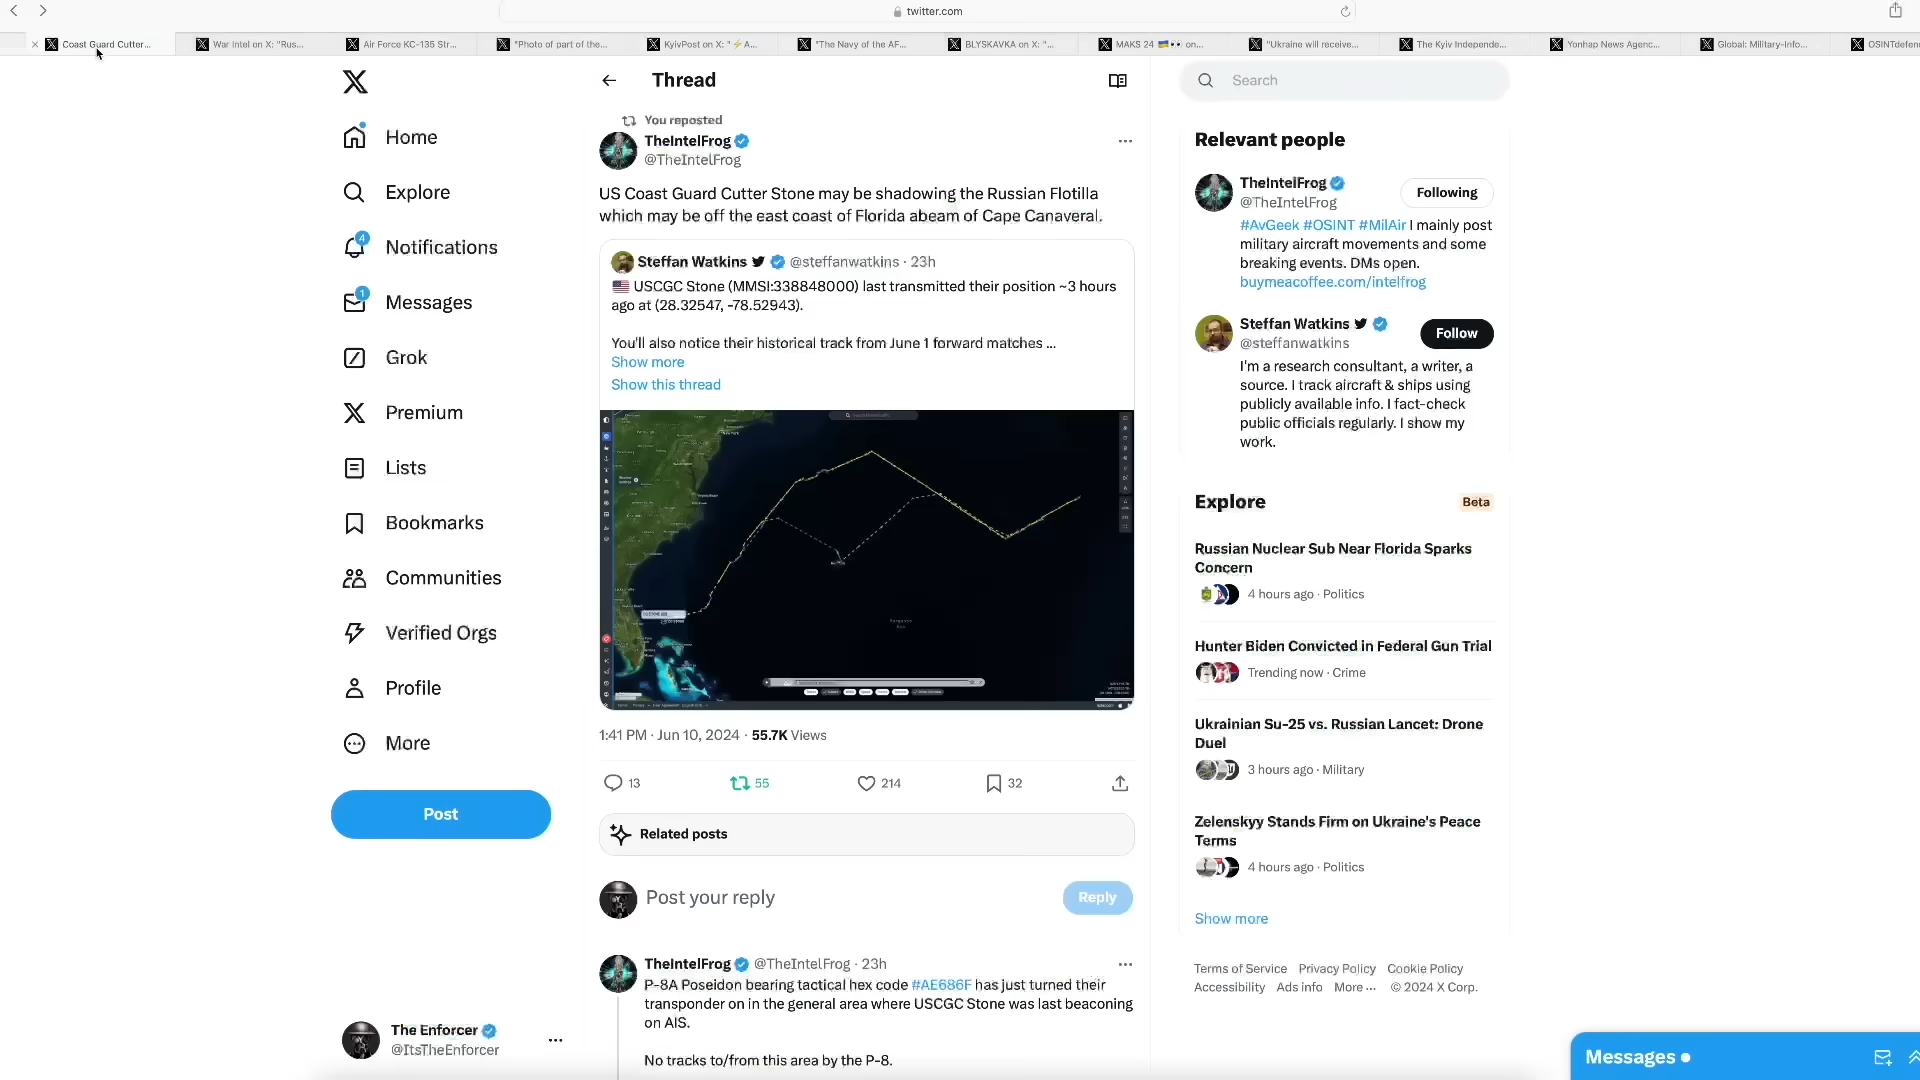 twitter.com
Coast Guard Cutter...
War Intel on X: "Rus...
Air Force KC-135 Str...
"Photo of part of the...
KyivPost on X: "⚡A...
"The Navy of the AF...
BLYSKAVKA on X: "...
MAKS 24 🇺🇦👀 on...
"Ukraine will receive...
The Kyiv Independe...
Yonhap News Agenc...
Global: Military-Info...
OSINTdefen
Home
Explore
4
Notifications
1
Messages
Grok
Premium
Lists
Bookmarks
Communities
Verified Orgs
Profile
More
Post
The Enforcer
@ItsTheEnforcer
Thread
You reposted
TheIntelFrog
@TheIntelFrog
US Coast Guard Cutter Stone may be shadowing the Russian Flotilla
which may be off the east coast of Florida abeam of Cape Canaveral.
Steffan Watkins @steffanwatkins · 23h
🇺🇸 USCGC Stone (MMSI:338848000) last transmitted their position ~3 hours
ago at (28.32547, -78.52943).
You'll also notice their historical track from June 1 forward matches ...
Show more
Show this thread
1:41 PM · Jun 10, 2024 · 55.7K Views
13
55
214
32
Related posts
Post your reply
Reply
TheIntelFrog @TheIntelFrog · 23h
P-8A Poseidon bearing tactical hex code #AE686F has just turned their
transponder on in the general area where USCGC Stone was last beaconing
on AIS.
No tracks to/from this area by the P-8.
Search
Relevant people
TheIntelFrog
@TheIntelFrog
Following
#AvGeek #OSINT #MilAir I mainly post
military aircraft movements and some
breaking events. DMs open.
buymeacoffee.com/intelfrog
Steffan Watkins
@steffanwatkins
Follow
I'm a research consultant, a writer, a
source. I track aircraft & ships using
publicly available info. I fact-check
public officials regularly. I show my
work.
Explore
Beta
Russian Nuclear Sub Near Florida Sparks
Concern
4 hours ago · Politics
Hunter Biden Convicted in Federal Gun Trial
Trending now · Crime
Ukrainian Su-25 vs. Russian Lancet: Drone
Duel
3 hours ago · Military
Zelenskyy Stands Firm on Ukraine's Peace
Terms
4 hours ago · Politics
Show more
Terms of Service Privacy Policy Cookie Policy
Accessibility Ads info More ··· © 2024 X Corp.
Messages